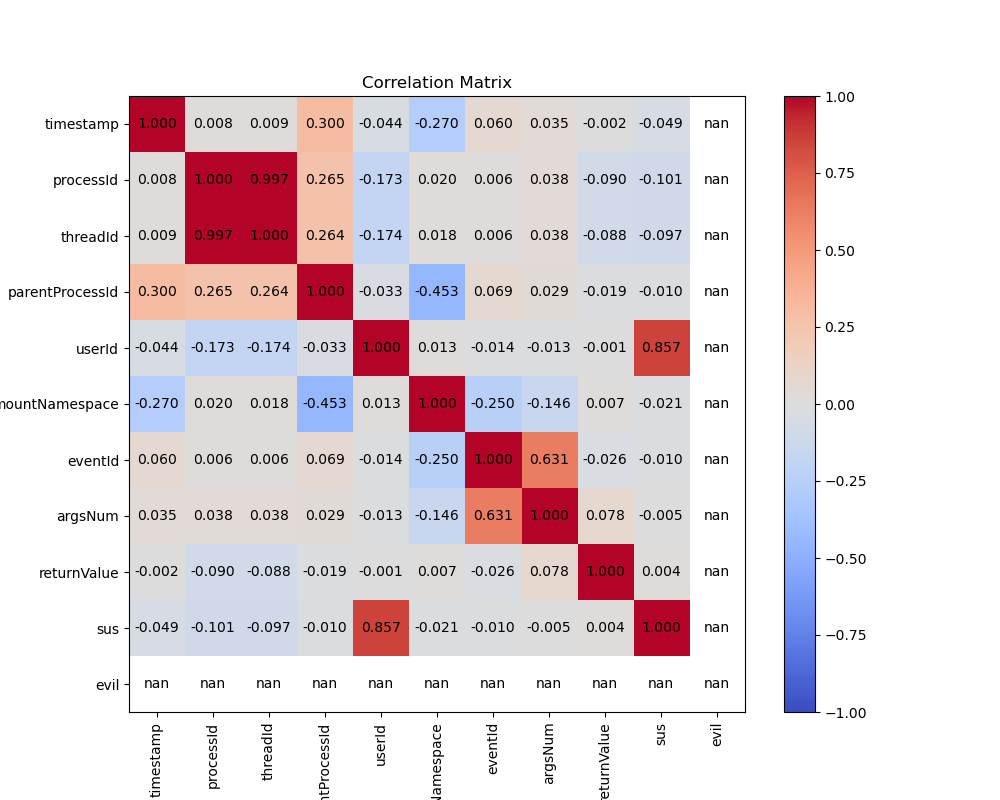 Correlation Matrix
timestamp 1.000 0.008 0.009 0.300 -0.044 -0.270 0.060 0.035 -0.002 -0.049 nan
processId 0.008 1.000 0.997 0.265 -0.173 0.020 0.006 0.038 -0.090 -0.101 nan
threadId 0.009 0.997 1.000 0.264 -0.174 0.018 0.006 0.038 -0.088 -0.097 nan
parentProcessId 0.300 0.265 0.264 1.000 -0.033 -0.453 0.069 0.029 -0.019 -0.010 nan
userId -0.044 -0.173 -0.174 -0.033 1.000 0.013 -0.014 -0.013 -0.001 0.857 nan
mountNamespace -0.270 0.020 0.018 -0.453 0.013 1.000 -0.250 -0.146 0.007 -0.021 nan
eventId 0.060 0.006 0.006 0.069 -0.014 -0.250 1.000 0.631 -0.026 -0.010 nan
argsNum 0.035 0.038 0.038 0.029 -0.013 -0.146 0.631 1.000 0.078 -0.005 nan
returnValue -0.002 -0.090 -0.088 -0.019 -0.001 0.007 -0.026 0.078 1.000 0.004 nan
sus -0.049 -0.101 -0.097 -0.010 0.857 -0.021 -0.010 -0.005 0.004 1.000 nan
evil nan nan nan nan nan nan nan nan nan nan nan
timestamp
processId
threadId
ntProcessId
userId
Namespace
eventId
argsNum
eturnValue
sus
evil
1.00
0.75
0.50
0.25
0.00
−0.25
−0.50
−0.75
−1.00